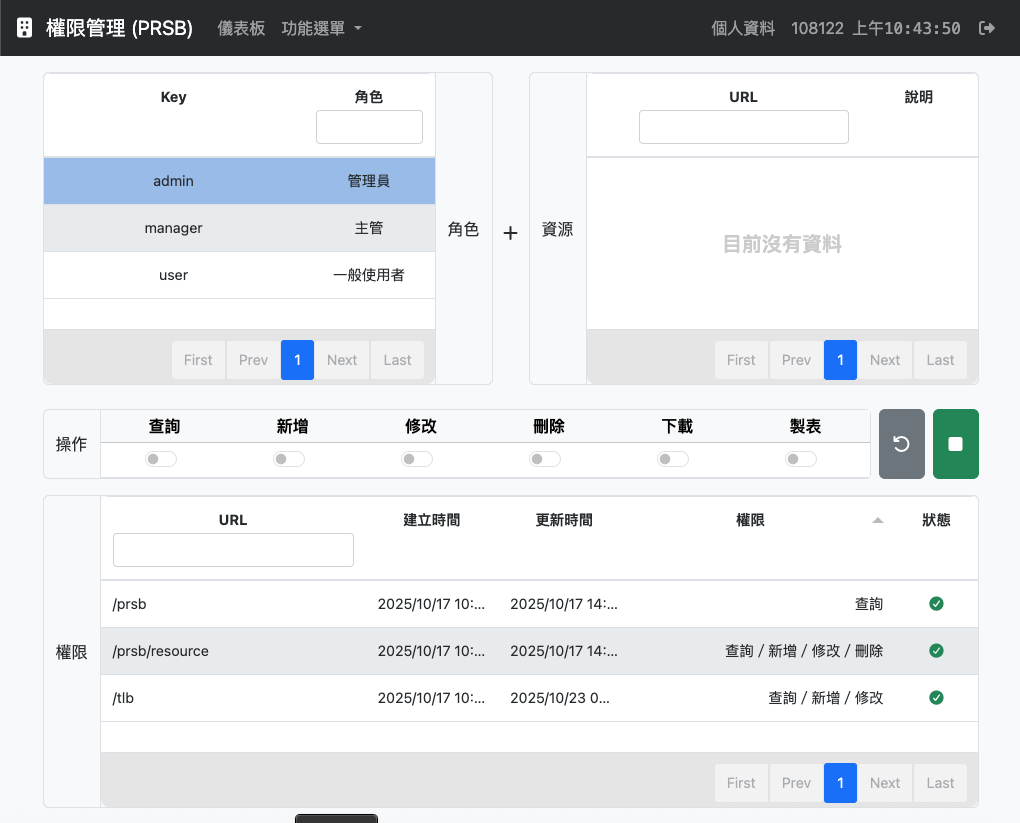 權限管理 (PRSB) 儀表板 功能選單 個人資料 108122 上午10:43:50
Key 角色
admin 管理員
manager 主管
user 一般使用者
First Prev 1 Next Last
角色
+
資源
URL 說明
目前沒有資料
First Prev 1 Next Last
操作
查詢 新增 修改 刪除 下載 製表
權限
URL 建立時間 更新時間 權限 狀態
/prsb 2025/10/17 10:... 2025/10/17 14:... 查詢
/prsb/resource 2025/10/17 10:... 2025/10/17 14:... 查詢 / 新增 / 修改 / 刪除
/tlb 2025/10/17 10:... 2025/10/23 0... 查詢 / 新增 / 修改
First Prev 1 Next Last